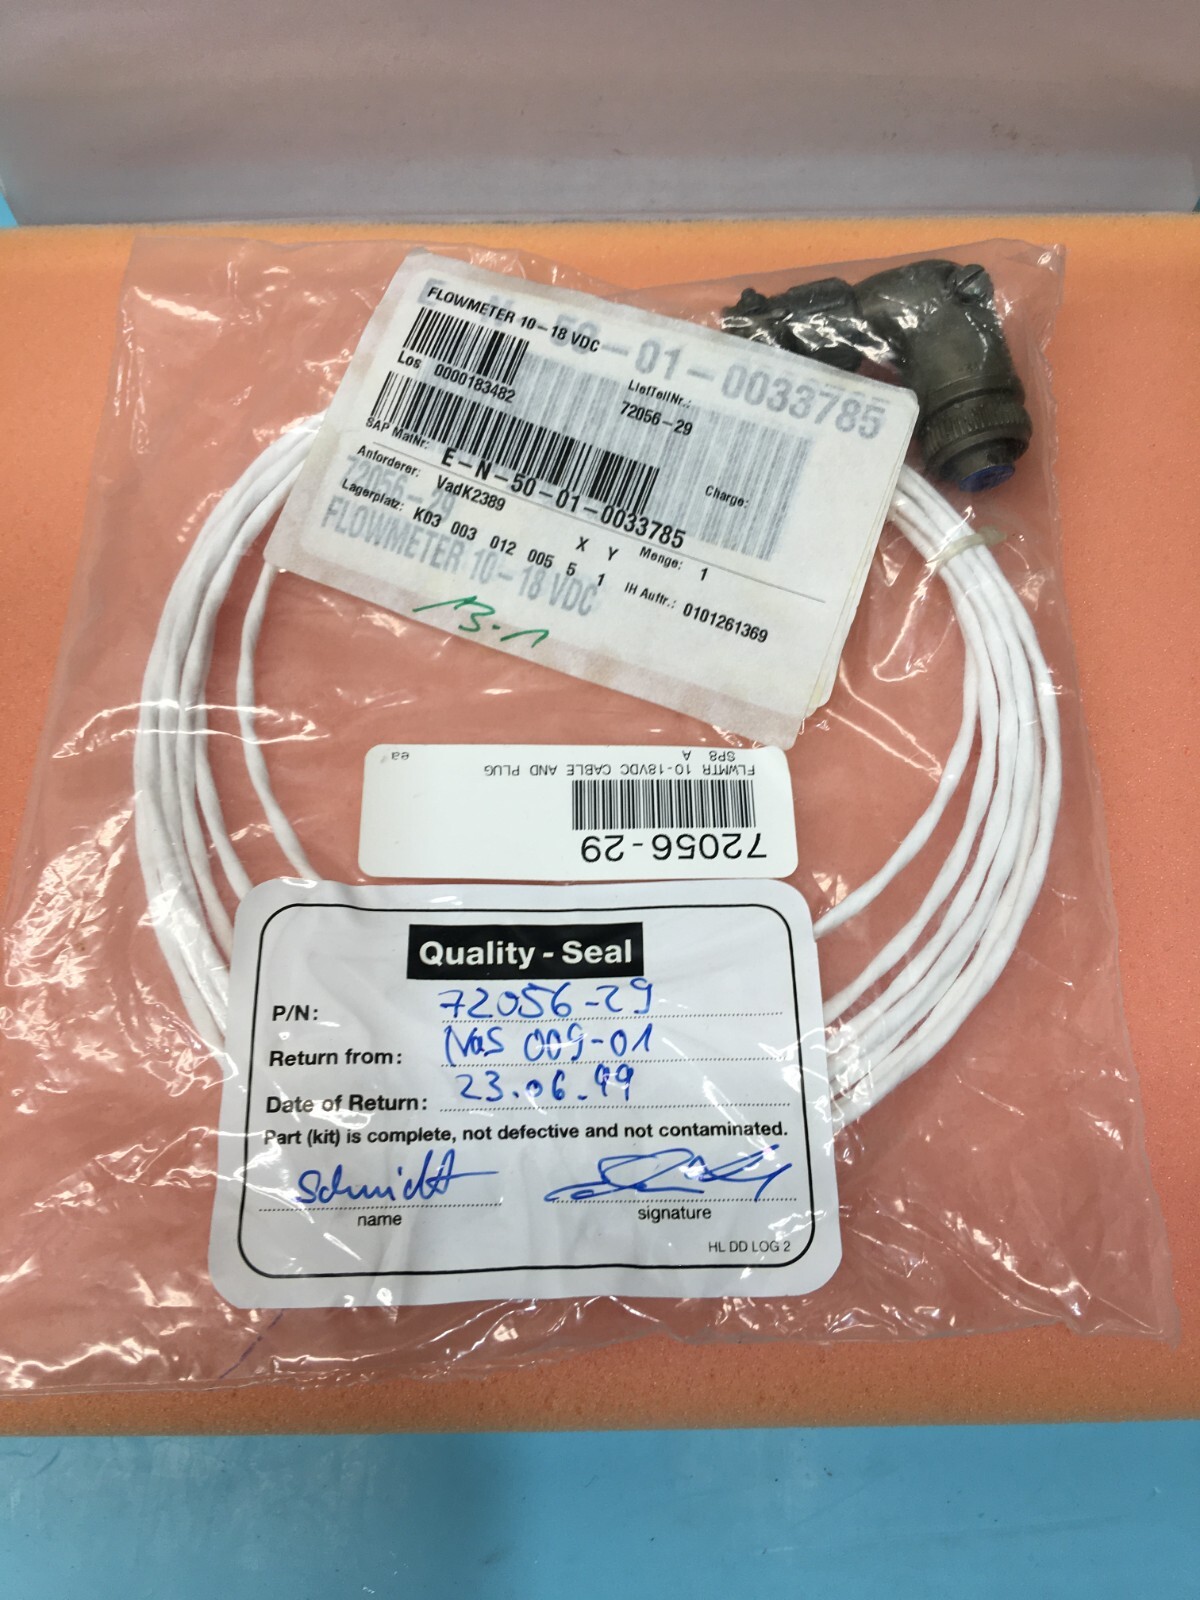 FLOWMETER 10-18 VDC
E-N-50-01-0033785
Los 0000183482
LiefTeilNr.: 72056-29
SAP MatNr: E-N-50-01-0033785
Charge:
Anforderer: VadK2389
X Y Menge: 1
Lagerplatz: K03 003 012 005 5 1
IH Auftr.: 0101261369
72056-29
FLOWMETER 10-18 VDC
13.1
72056-29
FLWMTR 10-18VDC CABLE AND PLUG
SP8 A ea
Quality - Seal
P/N: 72056-29
Return from: NaS 009-01
Date of Return: 23.06.99
Part (kit) is complete, not defective and not contaminated.
Schmidt
name signature
HL DD LOG 2